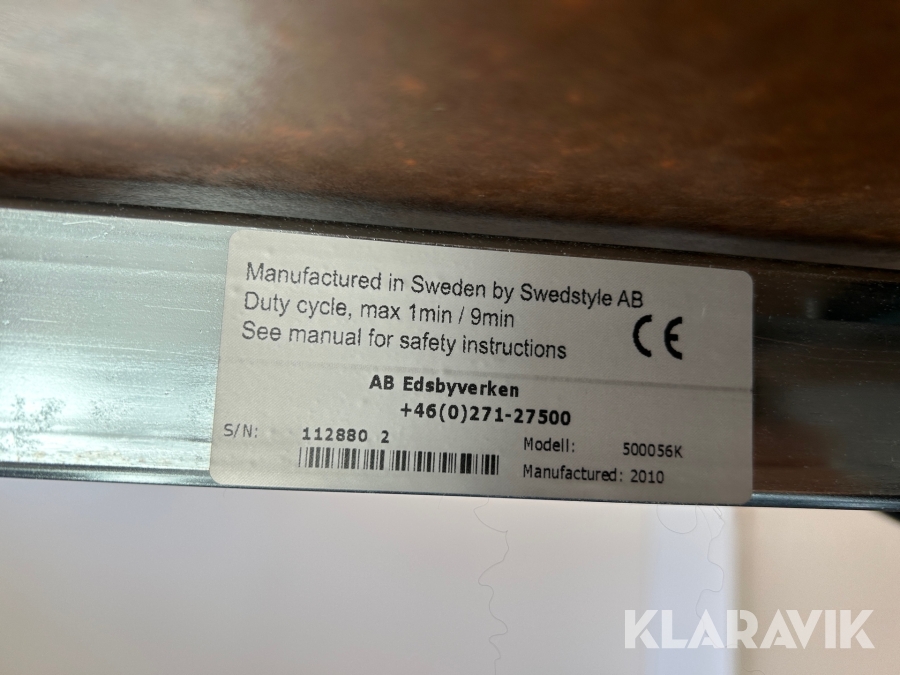 Manufactured in Sweden by Swedstyle AB
Duty cycle, max 1min / 9min
See manual for safety instructions
CE
AB Edsbyverken
+46(0)271-27500
S/N: 112880 2
Modell: 500056K
Manufactured: 2010
KLARAVIK